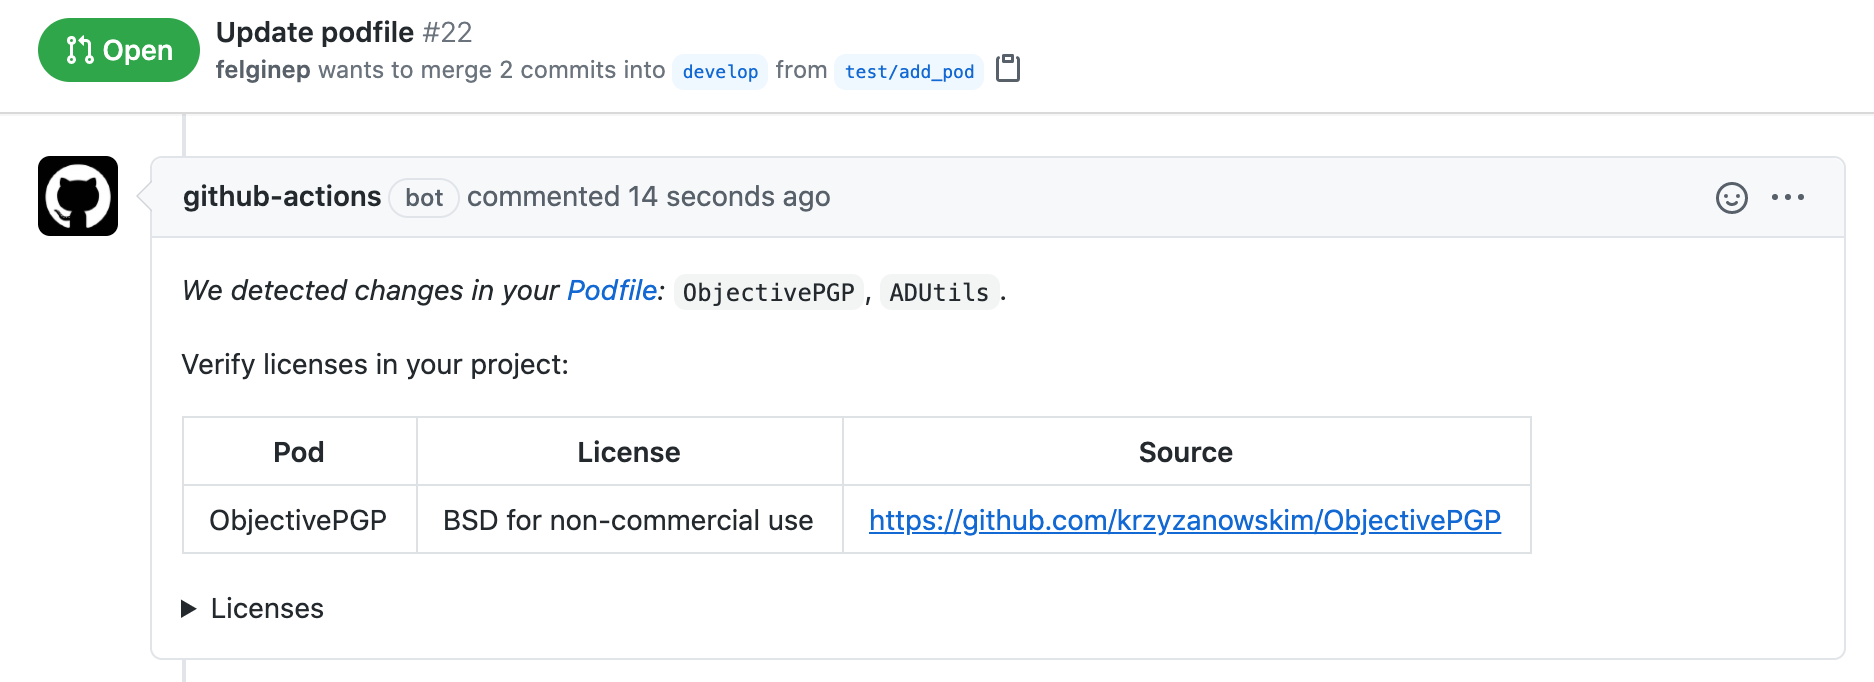 Open
Update podfile #22
felginep wants to merge 2 commits into develop from test/add_pod
github-actions bot commented 14 seconds ago
We detected changes in your Podfile: ObjectivePGP, ADUtils.
Verify licenses in your project:
Pod License Source
ObjectivePGP BSD for non-commercial use https://github.com/krzyzanowskim/ObjectivePGP
Licenses